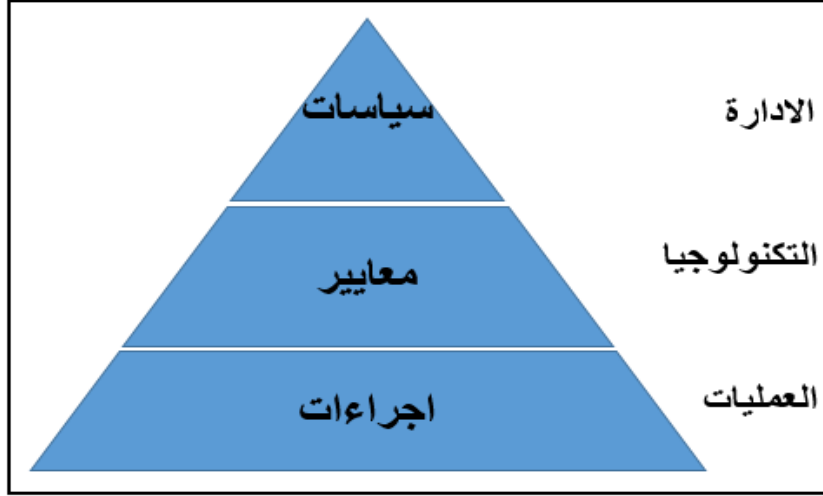 الادارة
سياسات
التكنولوجيا
معايير
العمليات
اجراءات